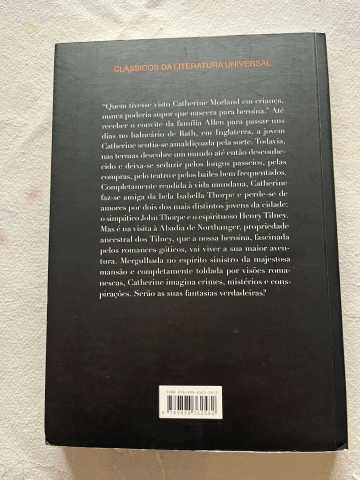 CLÁSSICOS DA LITERATURA UNIVERSAL
"Quem tivesse visto Catherine Morland em criança,
nunca poderia supor que nascera para heroína." Até
receber o convite da família Allen para passar uns
dias no balneário de Bath, em Inglaterra, a jovem
Catherine sentia-se amaldiçoada pela sorte. Todavia,
nas termas descobre um mundo até então desconhe-
cido e deixa-se seduzir pelos longos passeios, pelas
compras, pelo teatro e pelos bailes bem frequentados.
Completamente rendida à vida mundana, Catherine
faz-se amiga da bela Isabella Thorpe e perde-se de
amores por dois dos mais distintos jovens da cidade:
o simpático John Thorpe e o espirituoso Henry Tilney.
Mas é na visita à Abadia de Northanger, propriedade
ancestral dos Tilney, que a nossa heroína, fascinada
pelos romances góticos, vai viver a sua maior aven-
tura. Mergulhada no espírito sinistro da majestosa
mansão e completamente toldada por visões roma-
nescas, Catherine imagina crimes, mistérios e cons-
pirações. Serão as suas fantasias verdadeiras?
ISBN